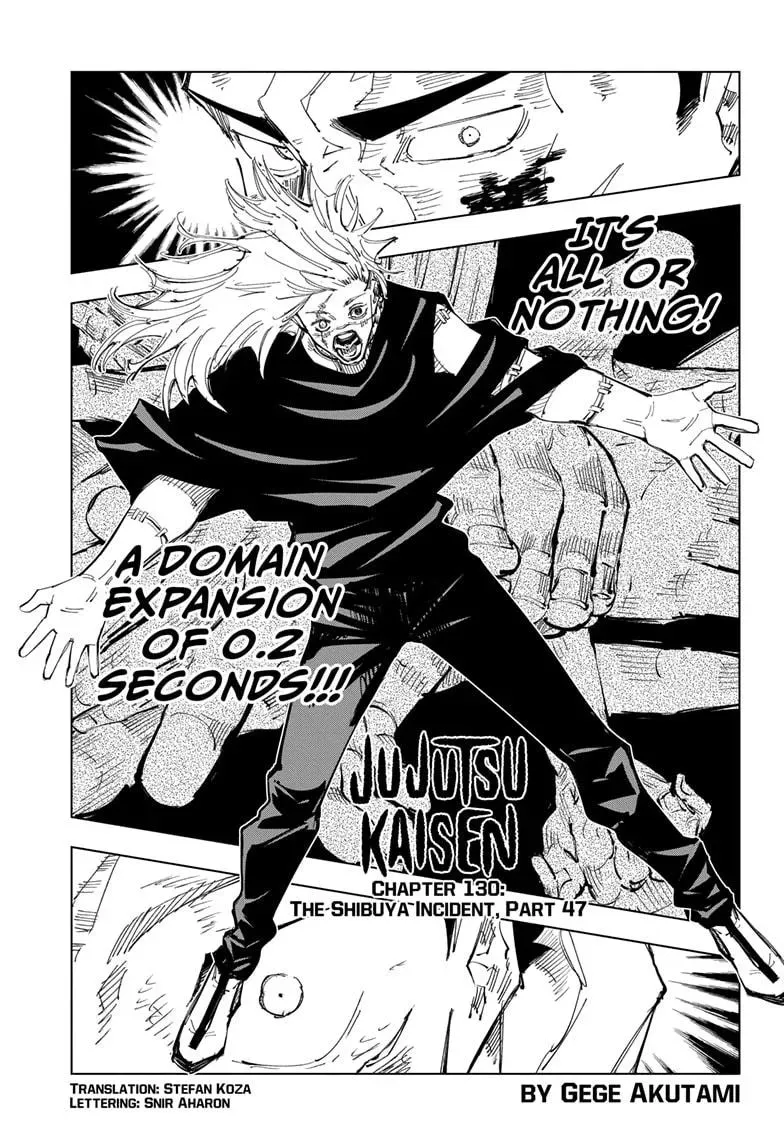 IT'S
ALL OR
NOTHING!
A DOMAIN
EXPANSION
OF 0.2
SECONDS!!!
JUJUTSU
KAISEN
CHAPTER 130:
THE SHIBUYA INCIDENT, PART 47
TRANSLATION: STEFAN KOZA
LETTERING: SNIR AHARON
BY GEGE AKUTAMI